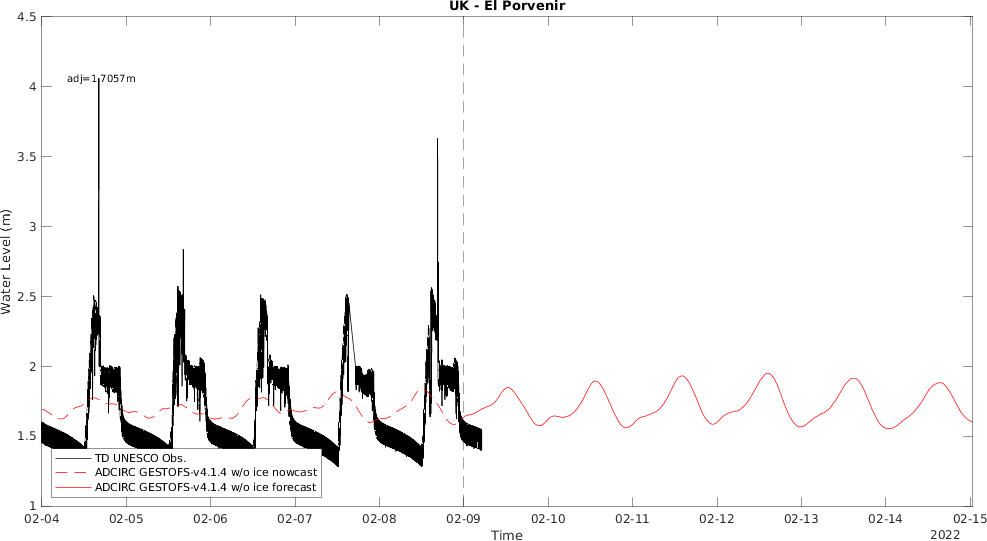 UK - El Porvenir
4.5
4
3.5
3
2.5
2
1.5
1
Water Level (m)
adj=1.7057m
TD UNESCO Obs.
ADCIRC GESTOFS-v4.1.4 w/o ice nowcast
ADCIRC GESTOFS-v4.1.4 w/o ice forecast
02-04 02-05 02-06 02-07 02-08 02-09 02-10 02-11 02-12 02-13 02-14 02-15
Time
2022